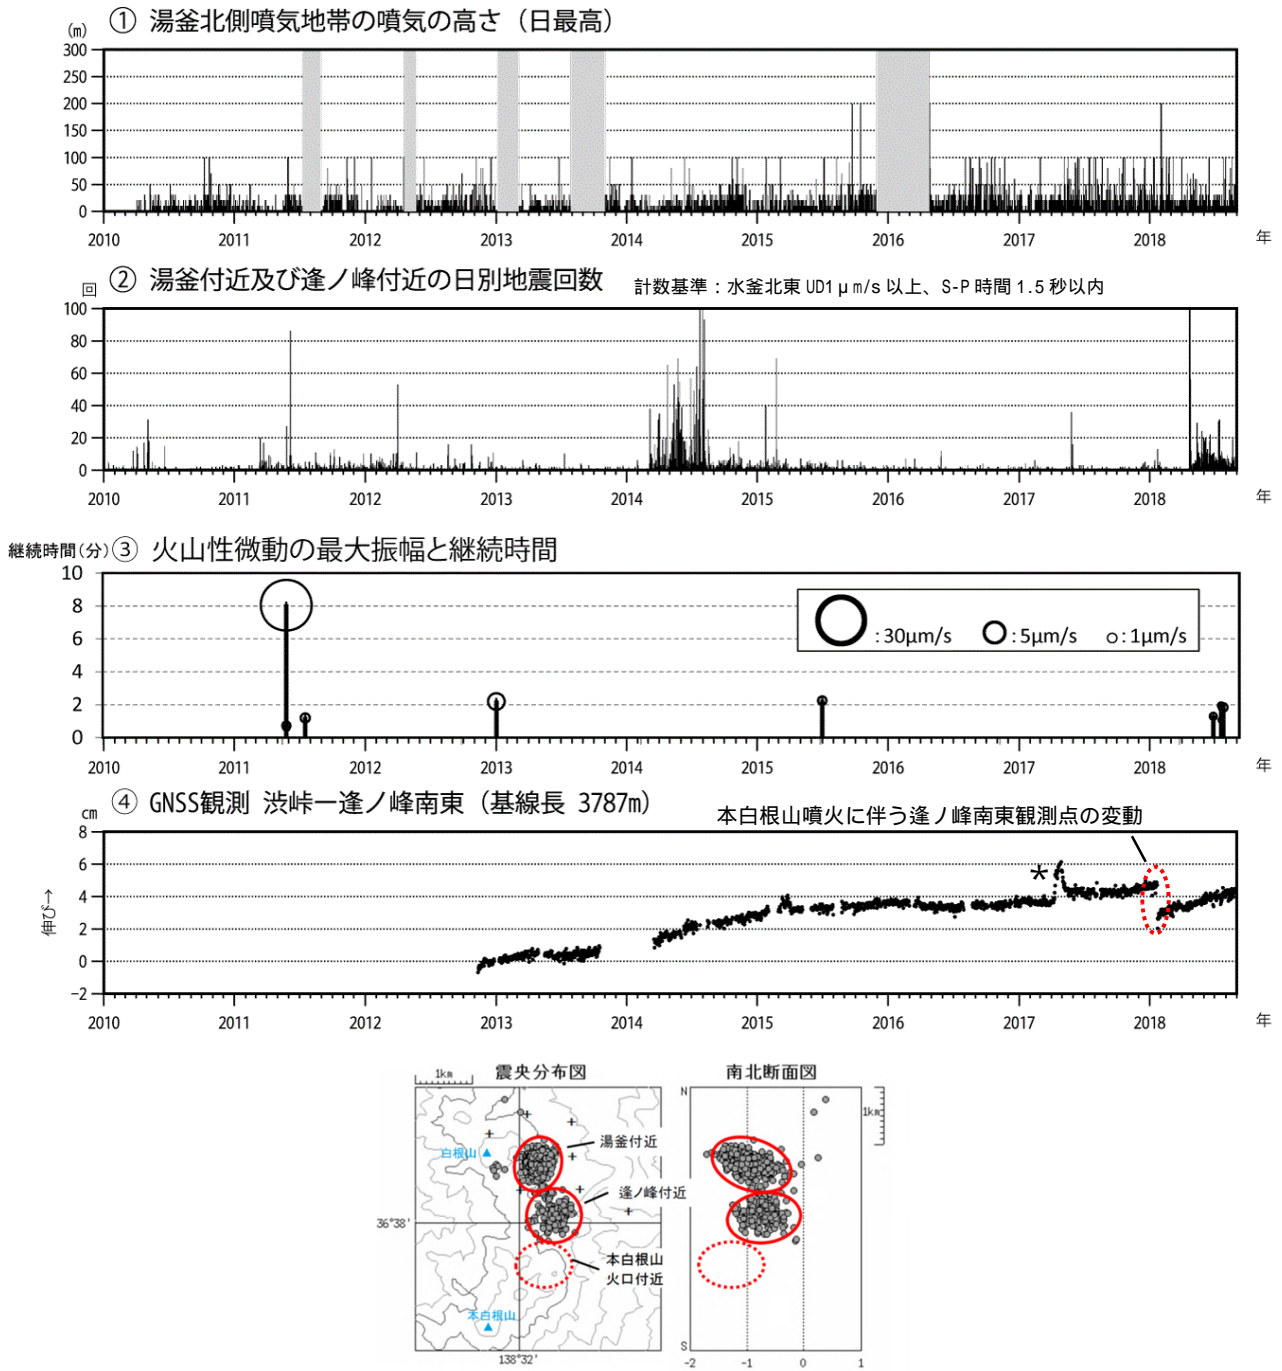 ① 湯釜北側噴気地帯の噴気の高さ（日最高）
(m)
300
250
200
150
100
50
0
2010 2011 2012 2013 2014 2015 2016 2017 2018 年
② 湯釜付近及び逢ノ峰付近の日別地震回数 計数基準：水釜北東 UD1μm/s 以上、S-P 時間 1.5 秒以内
回
100
80
60
40
20
0
2010 2011 2012 2013 2014 2015 2016 2017 2018 年
継続時間(分) ③ 火山性微動の最大振幅と継続時間
10
8
6
4
2
0
: 30μm/s : 5μm/s : 1μm/s
2010 2011 2012 2013 2014 2015 2016 2017 2018 年
④ GNSS観測 渋峠ー逢ノ峰南東（基線長 3787m）
本白根山噴火に伴う逢ノ峰南東観測点の変動
cm
8
6
4
2
0
-2
伸び→
*
2010 2011 2012 2013 2014 2015 2016 2017 2018 年
1km 震央分布図 南北断面図
N
1km
湯釜付近
白根山
逢ノ峰付近
36°38'
本白根山
火口付近
本白根山
S
138°32'
-2 -1 0 1